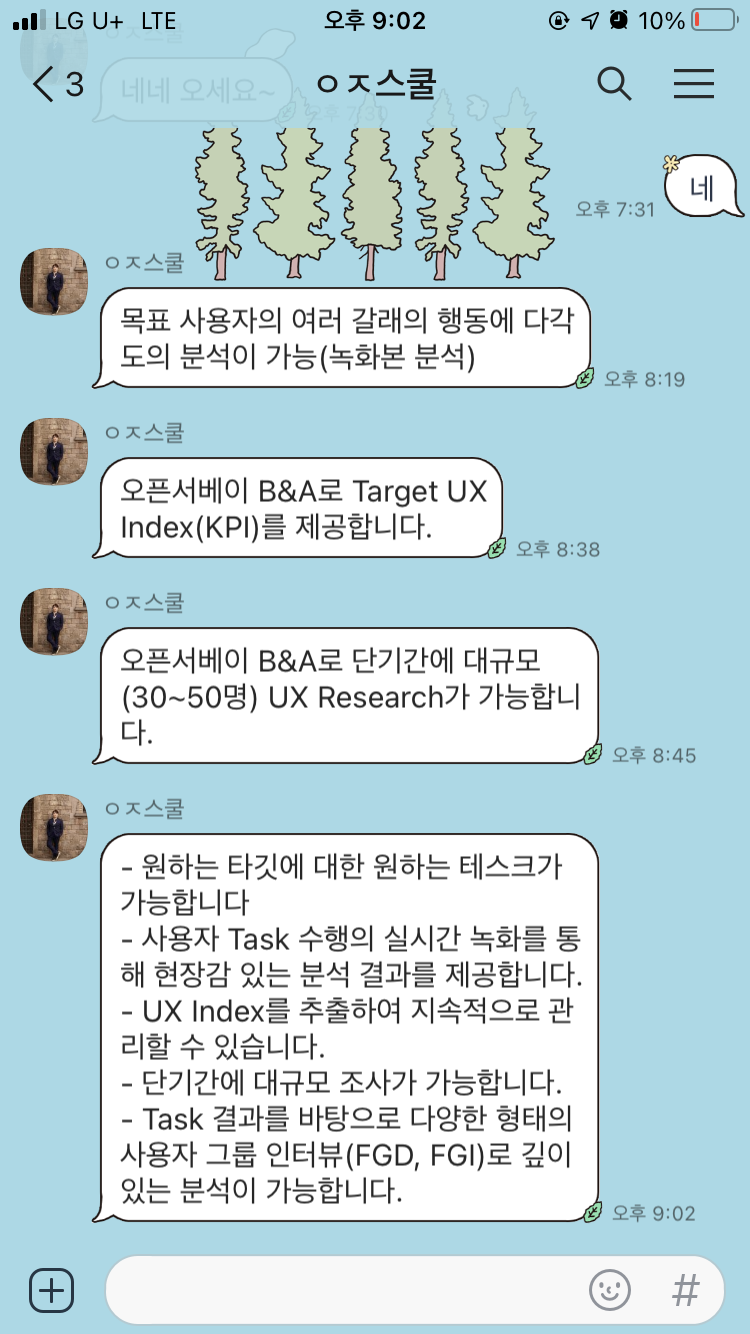 LG U+ LTE 오후 9:02 10%
ㅇㅈ스쿨
3 ㅇㅈ스쿨
네네 오세요~
오후 7:30
네
오후 7:31
ㅇㅈ스쿨
목표 사용자의 여러 갈래의 행동에 다각
도의 분석이 가능(녹화본 분석)
오후 8:19
ㅇㅈ스쿨
오픈서베이 B&A로 Target UX
Index(KPI)를 제공합니다.
오후 8:38
ㅇㅈ스쿨
오픈서베이 B&A로 단기간에 대규모
(30~50명) UX Research가 가능합니
다.
오후 8:45
ㅇㅈ스쿨
- 원하는 타깃에 대한 원하는 테스크가
가능합니다
- 사용자 Task 수행의 실시간 녹화를 통
해 현장감 있는 분석 결과를 제공합니다.
- UX Index를 추출하여 지속적으로 관
리할 수 있습니다.
- 단기간에 대규모 조사가 가능합니다.
- Task 결과를 바탕으로 다양한 형태의
사용자 그룹 인터뷰(FGD, FGI)로 깊이
있는 분석이 가능합니다.
오후 9:02
#